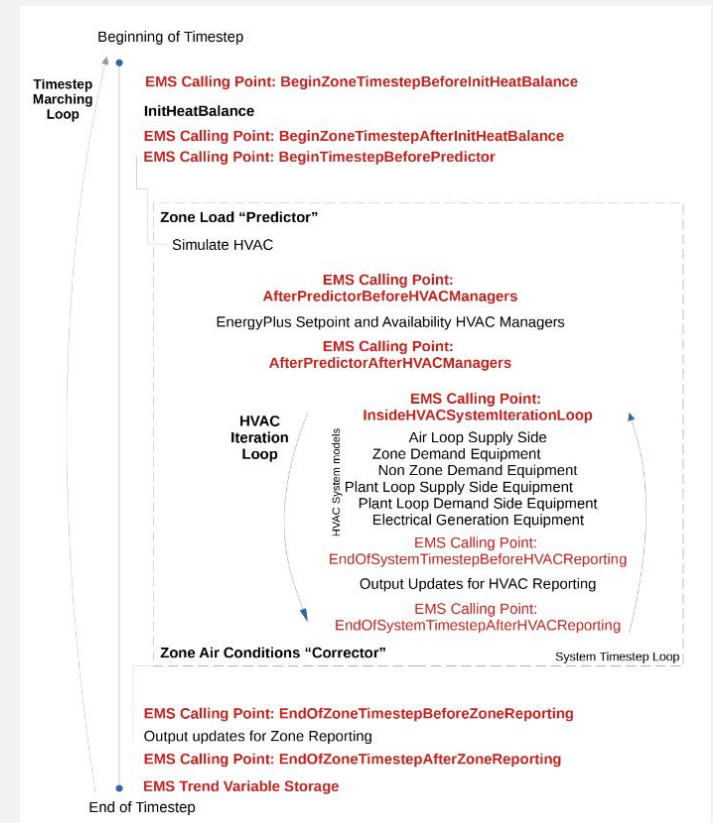 Beginning of Timestep
Timestep
Marching
Loop
EMS Calling Point: BeginZoneTimestepBeforeInitHeatBalance
InitHeatBalance
EMS Calling Point: BeginZoneTimestepAfterInitHeatBalance
EMS Calling Point: BeginTimestepBeforePredictor
Zone Load “Predictor”
Simulate HVAC
EMS Calling Point:
AfterPredictorBeforeHVACManagers
EnergyPlus Setpoint and Availability HVAC Managers
EMS Calling Point:
AfterPredictorAfterHVACManagers
HVAC
Iteration
Loop
EMS Calling Point:
InsideHVACSystemIterationLoop
HVAC System models
Air Loop Supply Side
Zone Demand Equipment
Non Zone Demand Equipment
Plant Loop Supply Side Equipment
Plant Loop Demand Side Equipment
Electrical Generation Equipment
EMS Calling Point:
EndOfSystemTimestepBeforeHVACReporting
Output Updates for HVAC Reporting
EMS Calling Point:
EndOfSystemTimestepAfterHVACReporting
Zone Air Conditions “Corrector”
System Timestep Loop
EMS Calling Point: EndOfZoneTimestepBeforeZoneReporting
Output updates for Zone Reporting
EMS Calling Point: EndOfZoneTimestepAfterZoneReporting
EMS Trend Variable Storage
End of Timestep